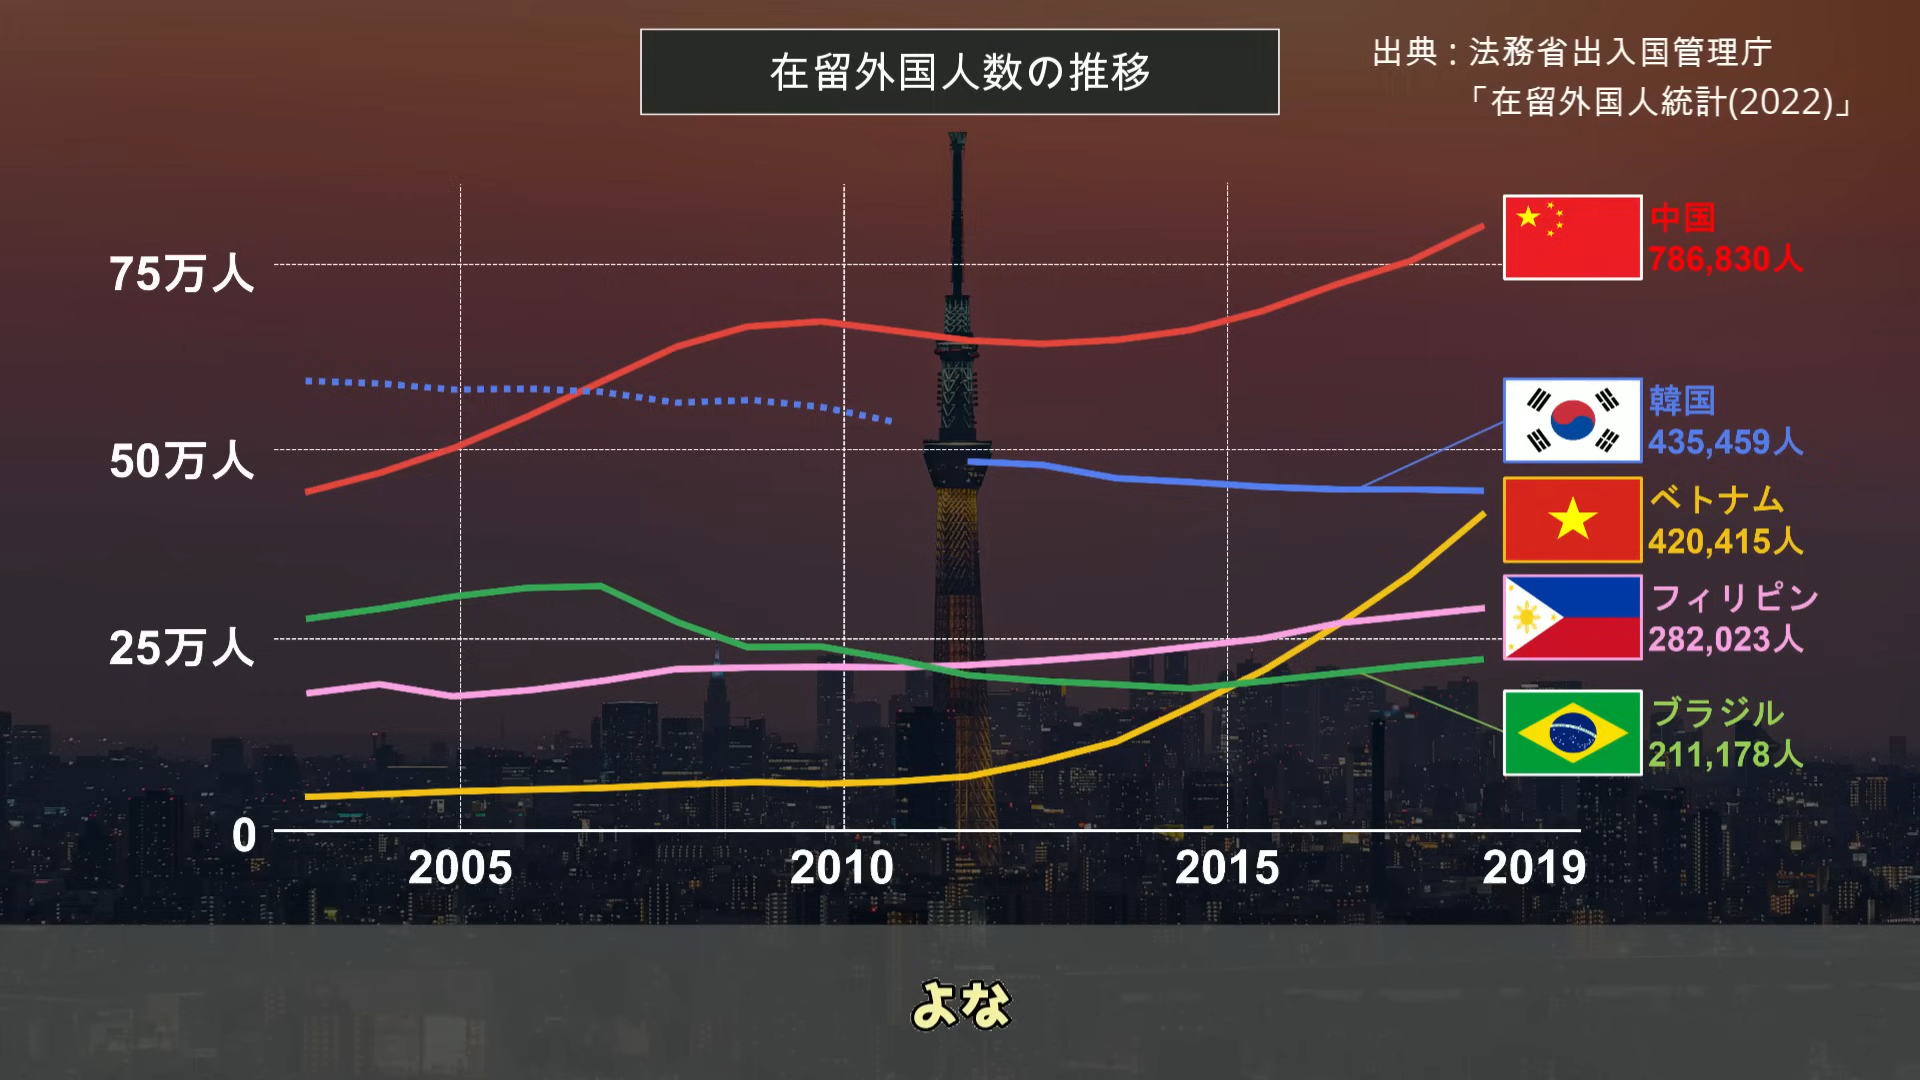 在留外国人数の推移
出典：法務省出入国管理庁
「在留外国人統計(2022)」
75万人
50万人
25万人
0
2005
2010
2015
2019
中国
786,830人
韓国
435,459人
ベトナム
420,415人
フィリピン
282,023人
ブラジル
211,178人
よな